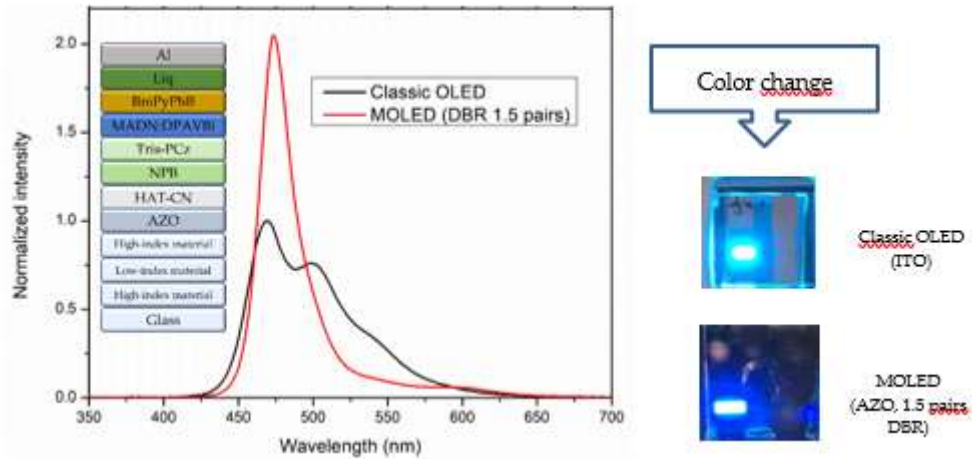 Normalized intensity
2.0
1.5
1.0
0.5
0.0
350
400
450
500
550
600
650
700
Wavelength (nm)
Al
Liq
BmPyPhB
MADN:DPAVBi
Tris-PCz
NPB
HAT-CN
AZO
High-index material
Low-index material
High-index material
Glass
Classic OLED
MOLED (DBR 1.5 pairs)
Color change
Classic OLED
(ITO)
MOLED
(AZO, 1.5 pairs
DBR)